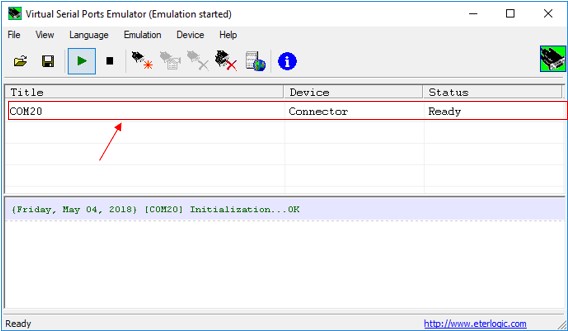 Virtual Serial Ports Emulator (Emulation started)
File View Language Emulation Device Help
Title Device Status
COM20 Connector Ready
{Friday, May 04, 2018} [COM20] Initialization...OK
Ready http://www.eterlogic.com